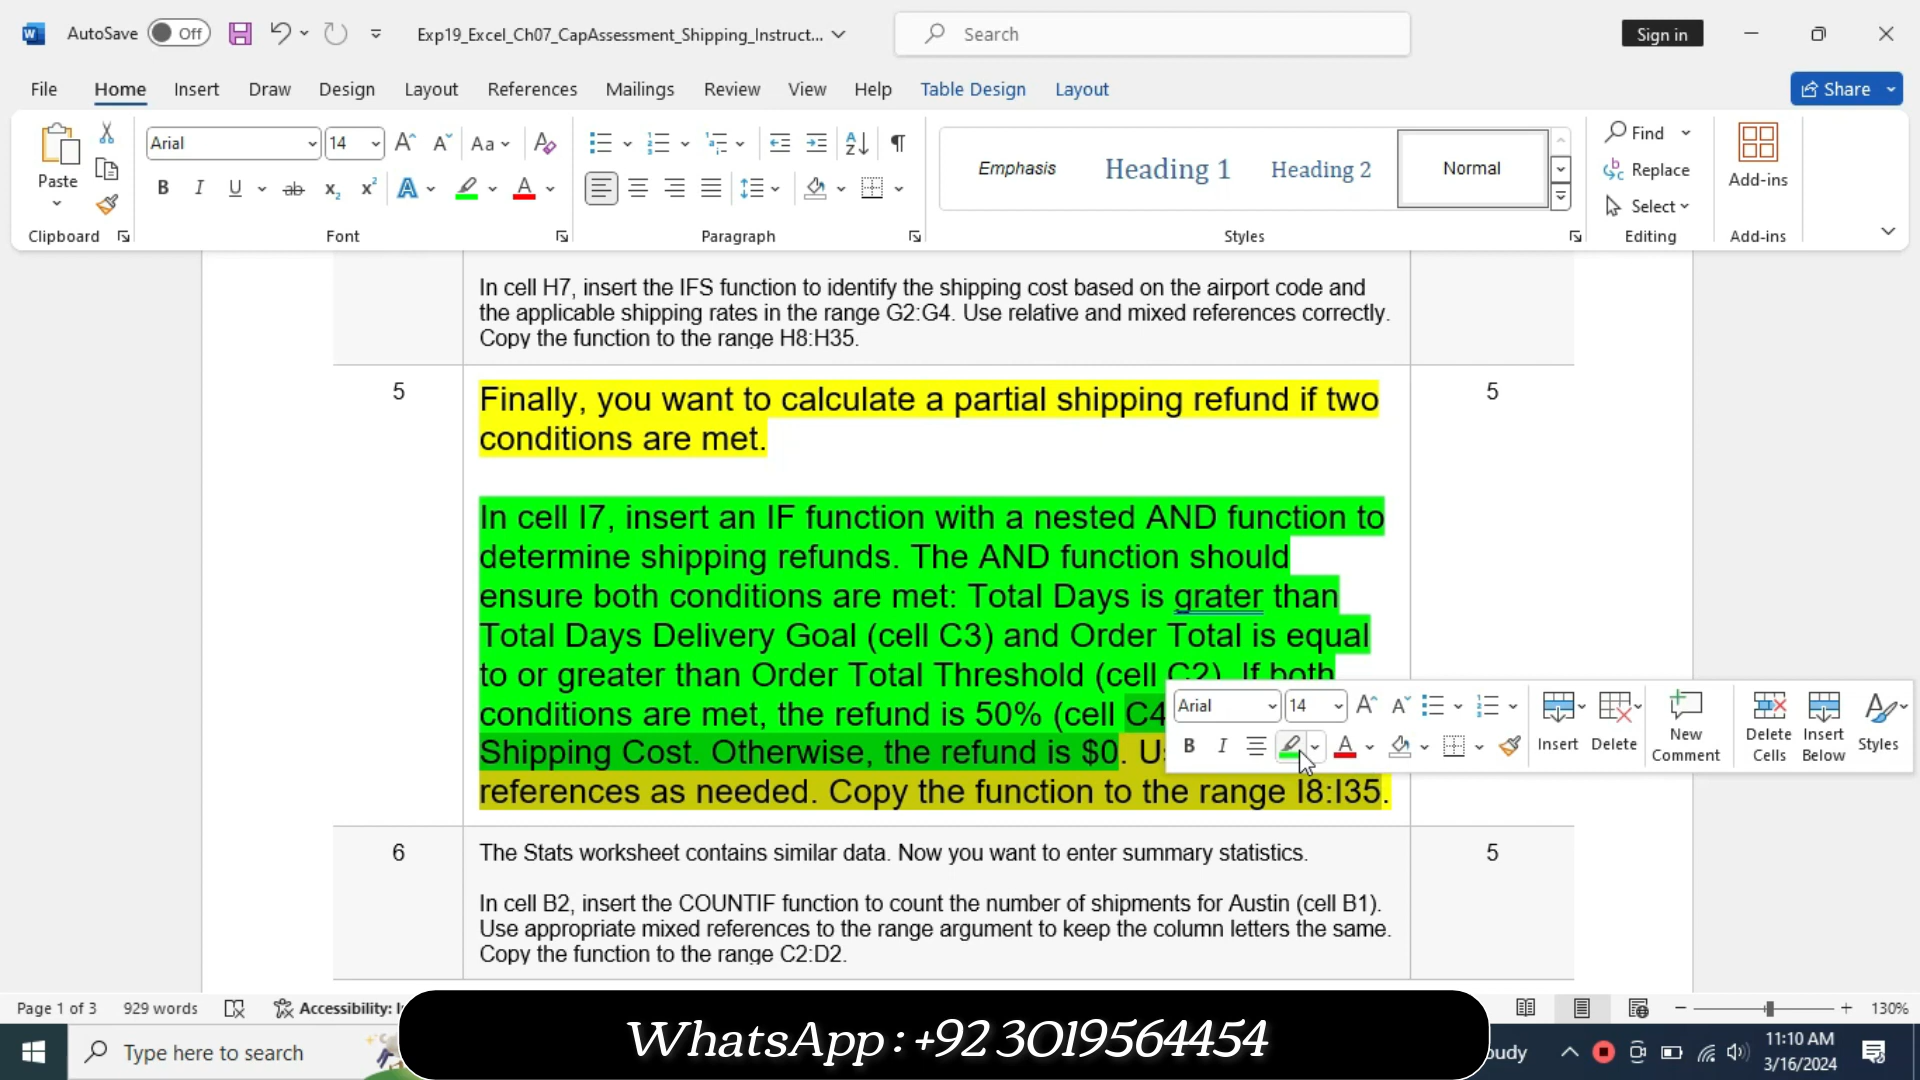 AutoSave Off Exp19_Excel_Ch07_CapAssessment_Shipping_Instruct... Search Sign in
File Home Insert Draw Design Layout References Mailings Review View Help Table Design Layout Share
Arial 14 Aa Emphasis Heading 1 Heading 2 Normal Find
Paste Replace Add-ins
B I U ab x₂ x² A A Select
Clipboard Font Paragraph Styles Editing Add-ins
In cell H7, insert the IFS function to identify the shipping cost based on the airport code and
the applicable shipping rates in the range G2:G4. Use relative and mixed references correctly.
Copy the function to the range H8:H35.
5 Finally, you want to calculate a partial shipping refund if two 5
conditions are met.
In cell I7, insert an IF function with a nested AND function to
determine shipping refunds. The AND function should
ensure both conditions are met: Total Days is grater than
Total Days Delivery Goal (cell C3) and Order Total is equal
to or greater than Order Total Threshold (cell C2). If both
conditions are met, the refund is 50% (cell C4
Shipping Cost. Otherwise, the refund is $0. U
references as needed. Copy the function to the range I8:I35.
Arial 14 Insert Delete New Comment Delete Cells Insert Below Styles
B I A
6 The Stats worksheet contains similar data. Now you want to enter summary statistics. 5
In cell B2, insert the COUNTIF function to count the number of shipments for Austin (cell B1).
Use appropriate mixed references to the range argument to keep the column letters the same.
Copy the function to the range C2:D2.
Page 1 of 3 929 words Accessibility: 130%
WhatsApp : +92 3019564454
Type here to search oudy 11:10 AM
3/16/2024